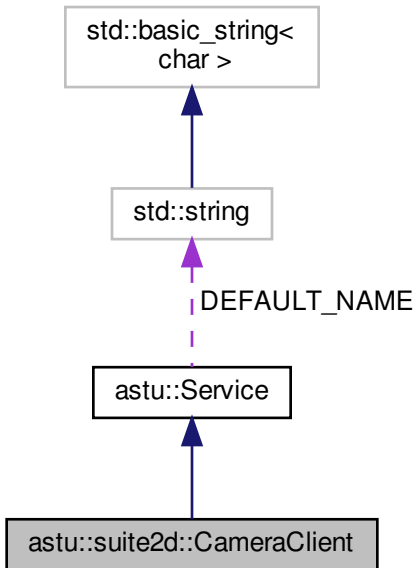 std::basic_string<
char >
std::string
DEFAULT_NAME
astu::Service
astu::suite2d::CameraClient